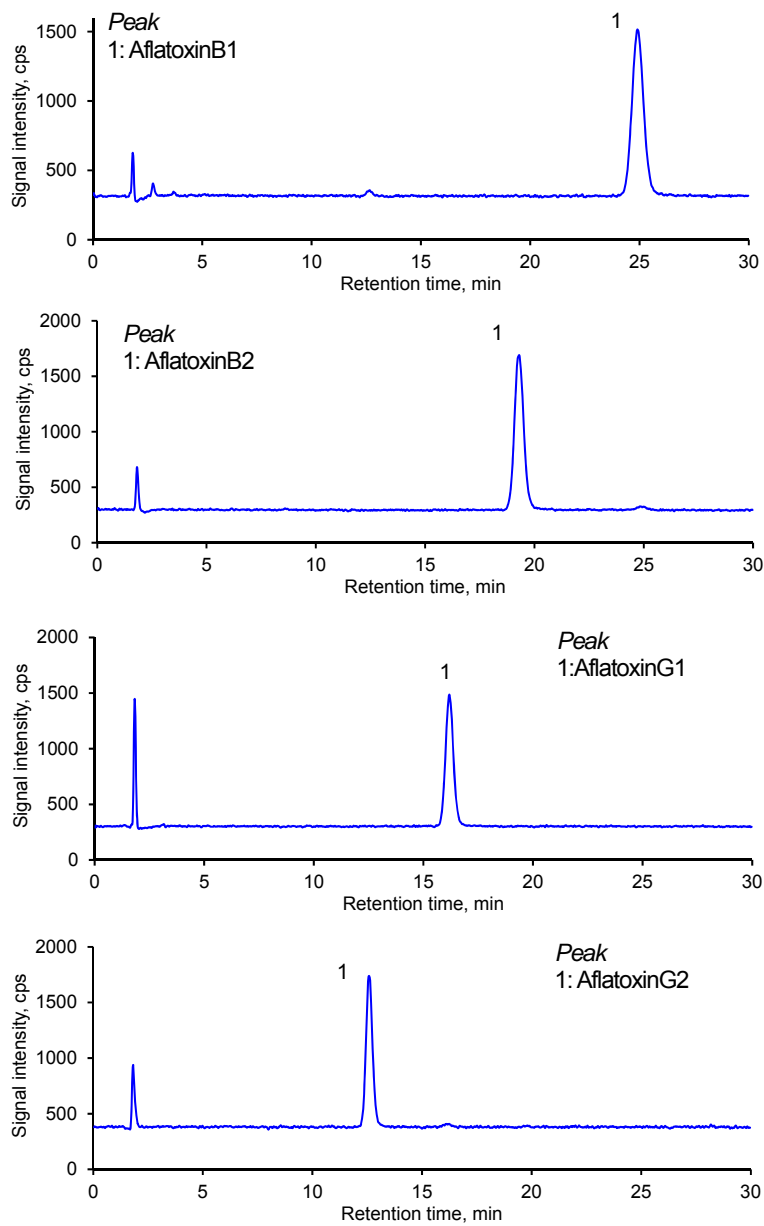 Peak
1: AflatoxinB1
1
Signal intensity, cps
1500
1000
500
0
0 5 10 15 20 25 30
Retention time, min
Peak
1: AflatoxinB2
1
Signal intensity, cps
2000
1500
1000
500
0
0 5 10 15 20 25 30
Retention time, min
Peak
1:AflatoxinG1
1
Signal intensity, cps
2000
1500
1000
500
0
0 5 10 15 20 25 30
Retention time, min
Peak
1: AflatoxinG2
1
Signal intensity, cps
2000
1500
1000
500
0
0 5 10 15 20 25 30
Retention time, min